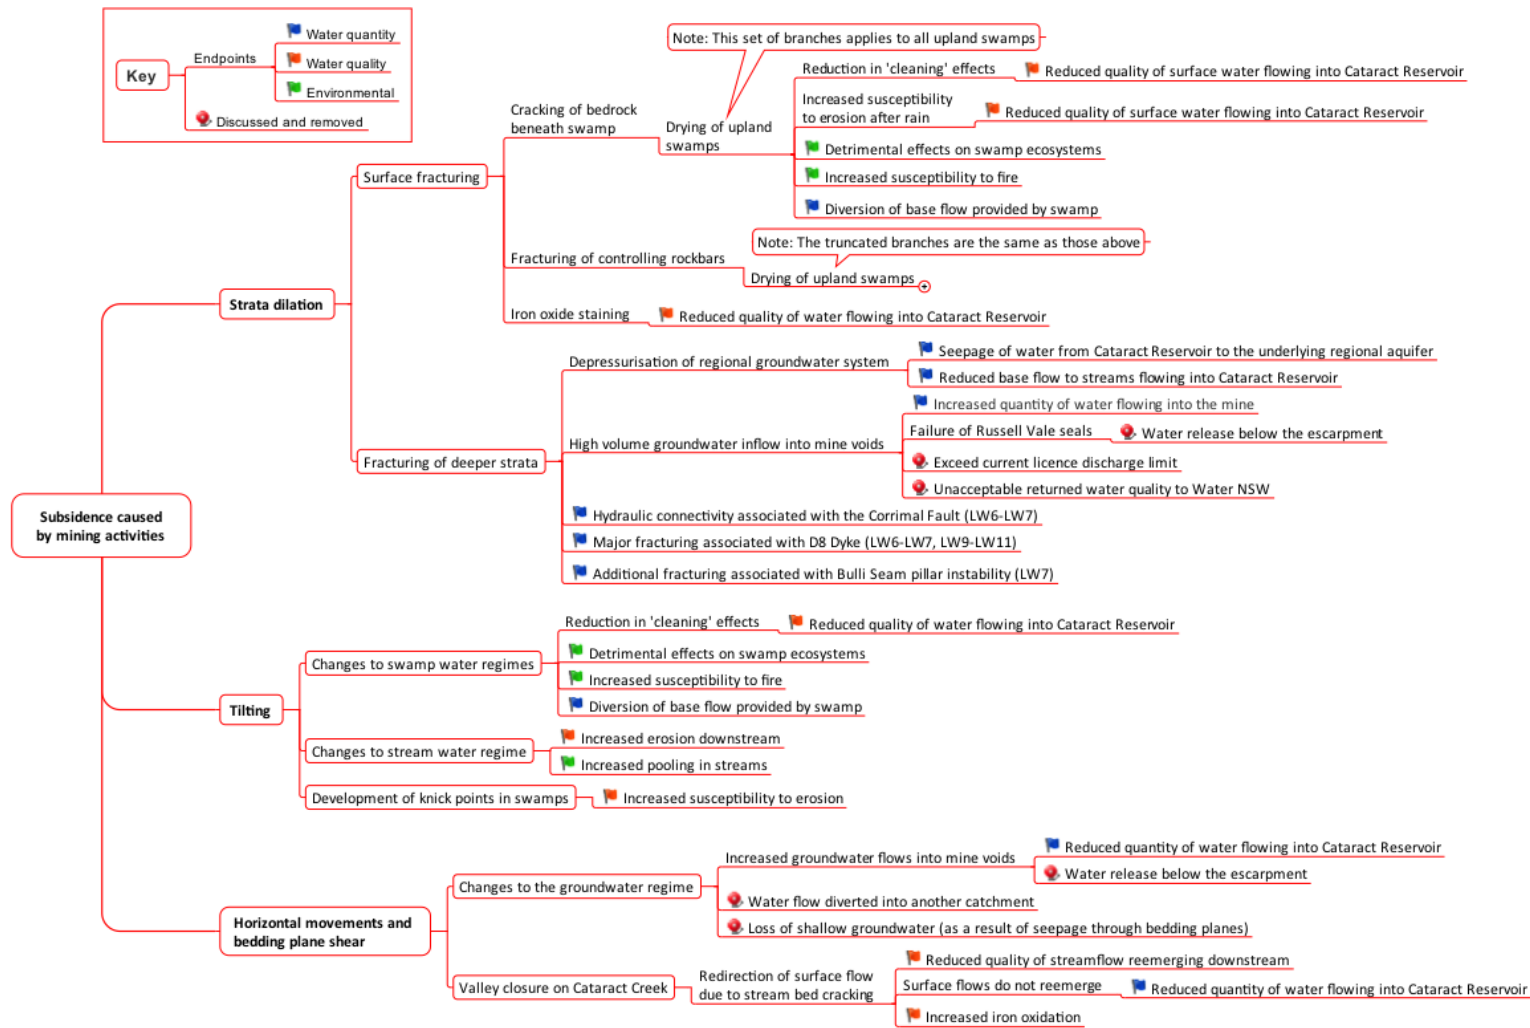 Key
Endpoints
Water quantity
Water quality
Environmental
Discussed and removed
Note: This set of branches applies to all upland swamps
Subsidence caused
by mining activities
Strata dilation
Surface fracturing
Cracking of bedrock
beneath swamp
Drying of upland
swamps
Reduction in 'cleaning' effects
Reduced quality of surface water flowing into Cataract Reservoir
Increased susceptibility
to erosion after rain
Reduced quality of surface water flowing into Cataract Reservoir
Detrimental effects on swamp ecosystems
Increased susceptibility to fire
Diversion of base flow provided by swamp
Note: The truncated branches are the same as those above
Fracturing of controlling rockbars
Drying of upland swamps
Iron oxide staining
Reduced quality of water flowing into Cataract Reservoir
Fracturing of deeper strata
Depressurisation of regional groundwater system
Seepage of water from Cataract Reservoir to the underlying regional aquifer
Reduced base flow to streams flowing into Cataract Reservoir
High volume groundwater inflow into mine voids
Increased quantity of water flowing into the mine
Failure of Russell Vale seals
Water release below the escarpment
Exceed current licence discharge limit
Unacceptable returned water quality to Water NSW
Hydraulic connectivity associated with the Corrimal Fault (LW6-LW7)
Major fracturing associated with D8 Dyke (LW6-LW7, LW9-LW11)
Additional fracturing associated with Bulli Seam pillar instability (LW7)
Tilting
Changes to swamp water regimes
Reduction in 'cleaning' effects
Reduced quality of water flowing into Cataract Reservoir
Detrimental effects on swamp ecosystems
Increased susceptibility to fire
Diversion of base flow provided by swamp
Changes to stream water regime
Increased erosion downstream
Increased pooling in streams
Development of knick points in swamps
Increased susceptibility to erosion
Horizontal movements and
bedding plane shear
Changes to the groundwater regime
Increased groundwater flows into mine voids
Reduced quantity of water flowing into Cataract Reservoir
Water release below the escarpment
Water flow diverted into another catchment
Loss of shallow groundwater (as a result of seepage through bedding planes)
Valley closure on Cataract Creek
Redirection of surface flow
due to stream bed cracking
Reduced quality of streamflow reemerging downstream
Surface flows do not reemerge
Reduced quantity of water flowing into Cataract Reservoir
Increased iron oxidation